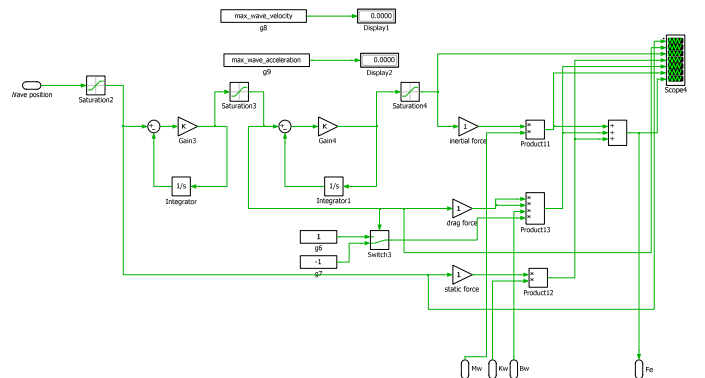 max_wave_velocity
g8
0.0000
Display1
max_wave_acceleration
g9
0.0000
Display2
Scope4
Wave position
Saturation2
Saturation3
Saturation4
K
Gain3
K
Gain4
1
inertial force
Product11
1/s
Integrator
1/s
Integrator1
1
drag force
Product13
1
g6
-1
g7
Switch3
1
static force
Product12
Mw
Kw
Bw
Fe